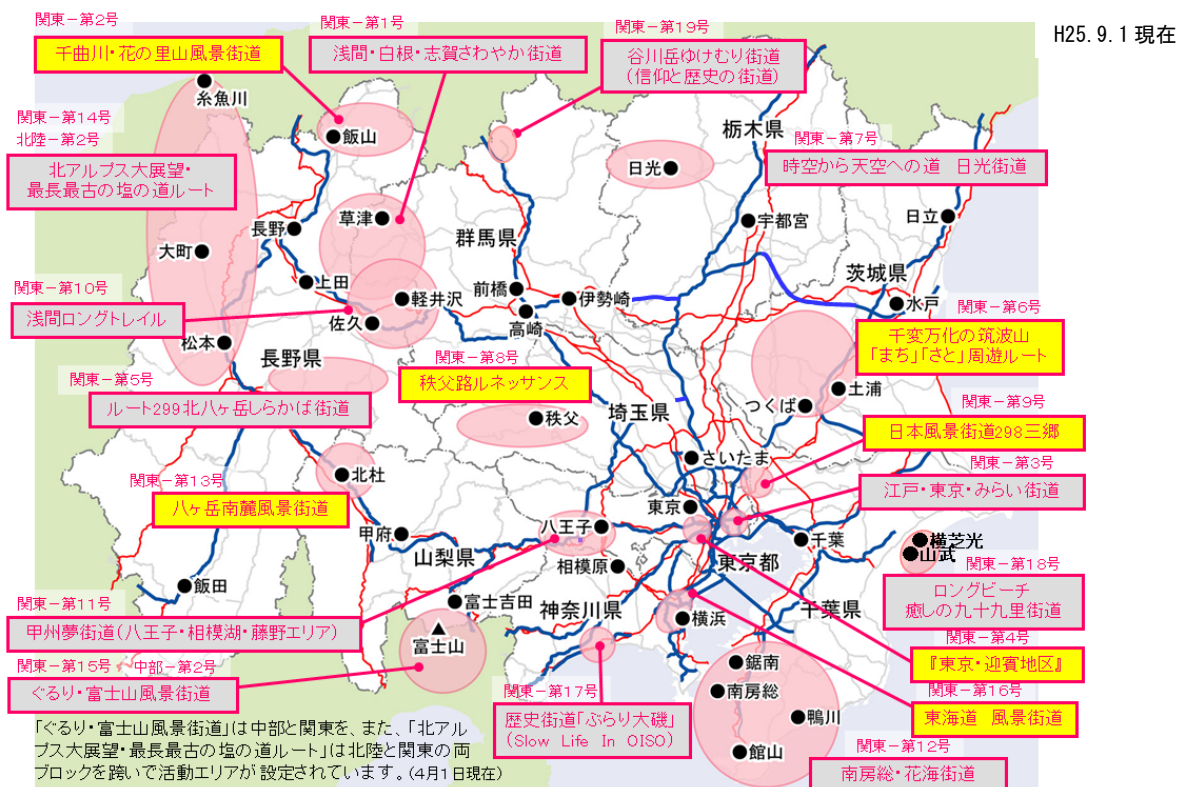 H25.9.1現在
関東－第2号
千曲川・花の里山風景街道
関東－第1号
浅間・白根・志賀さわやか街道
関東－第19号
谷川岳ゆけむり街道
(信仰と歴史の街道)
糸魚川
関東－第14号
北陸－第2号
北アルプス大展望・
最長最古の塩の道ルート
飯山
栃木県
関東－第7号
時空から天空への道　日光街道
日光
草津
長野
群馬県
宇都宮
日立
大町
上田
茨城県
関東－第10号
浅間ロングトレイル
軽井沢
前橋
伊勢崎
水戸
佐久
高崎
関東－第6号
千変万化の筑波山
「まち」「さと」周遊ルート
松本
長野県
関東－第8号
秩父路ルネッサンス
関東－第5号
ルート299北八ヶ岳しらかば街道
土浦
つくば
埼玉県
秩父
関東－第9号
日本風景街道298三郷
さいたま
関東－第3号
江戸・東京・みらい街道
北杜
関東－第13号
八ヶ岳南麓風景街道
東京
八王子
甲府
山梨県
千葉
横芝光
山武
相模原
東京都
関東－第18号
ロングビーチ
癒しの九十九里街道
飯田
富士吉田
神奈川県
千葉県
関東－第11号
甲州夢街道(八王子・相模湖・藤野エリア)
横浜
富士山
関東－第4号
『東京・迎賓地区』
関東－第15号
中部－第2号
ぐるり・富士山風景街道
鋸南
南房総
関東－第16号
東海道　風景街道
関東－第17号
歴史街道「ぶらり大磯」
(Slow Life In OISO)
鴨川
館山
関東－第12号
南房総・花海街道
「ぐるり・富士山風景街道」は中部と関東を、また、「北アル
プス大展望・最長最古の塩の道ルート」は北陸と関東の両
ブロックを跨いで活動エリアが設定されています。(4月1日現在)